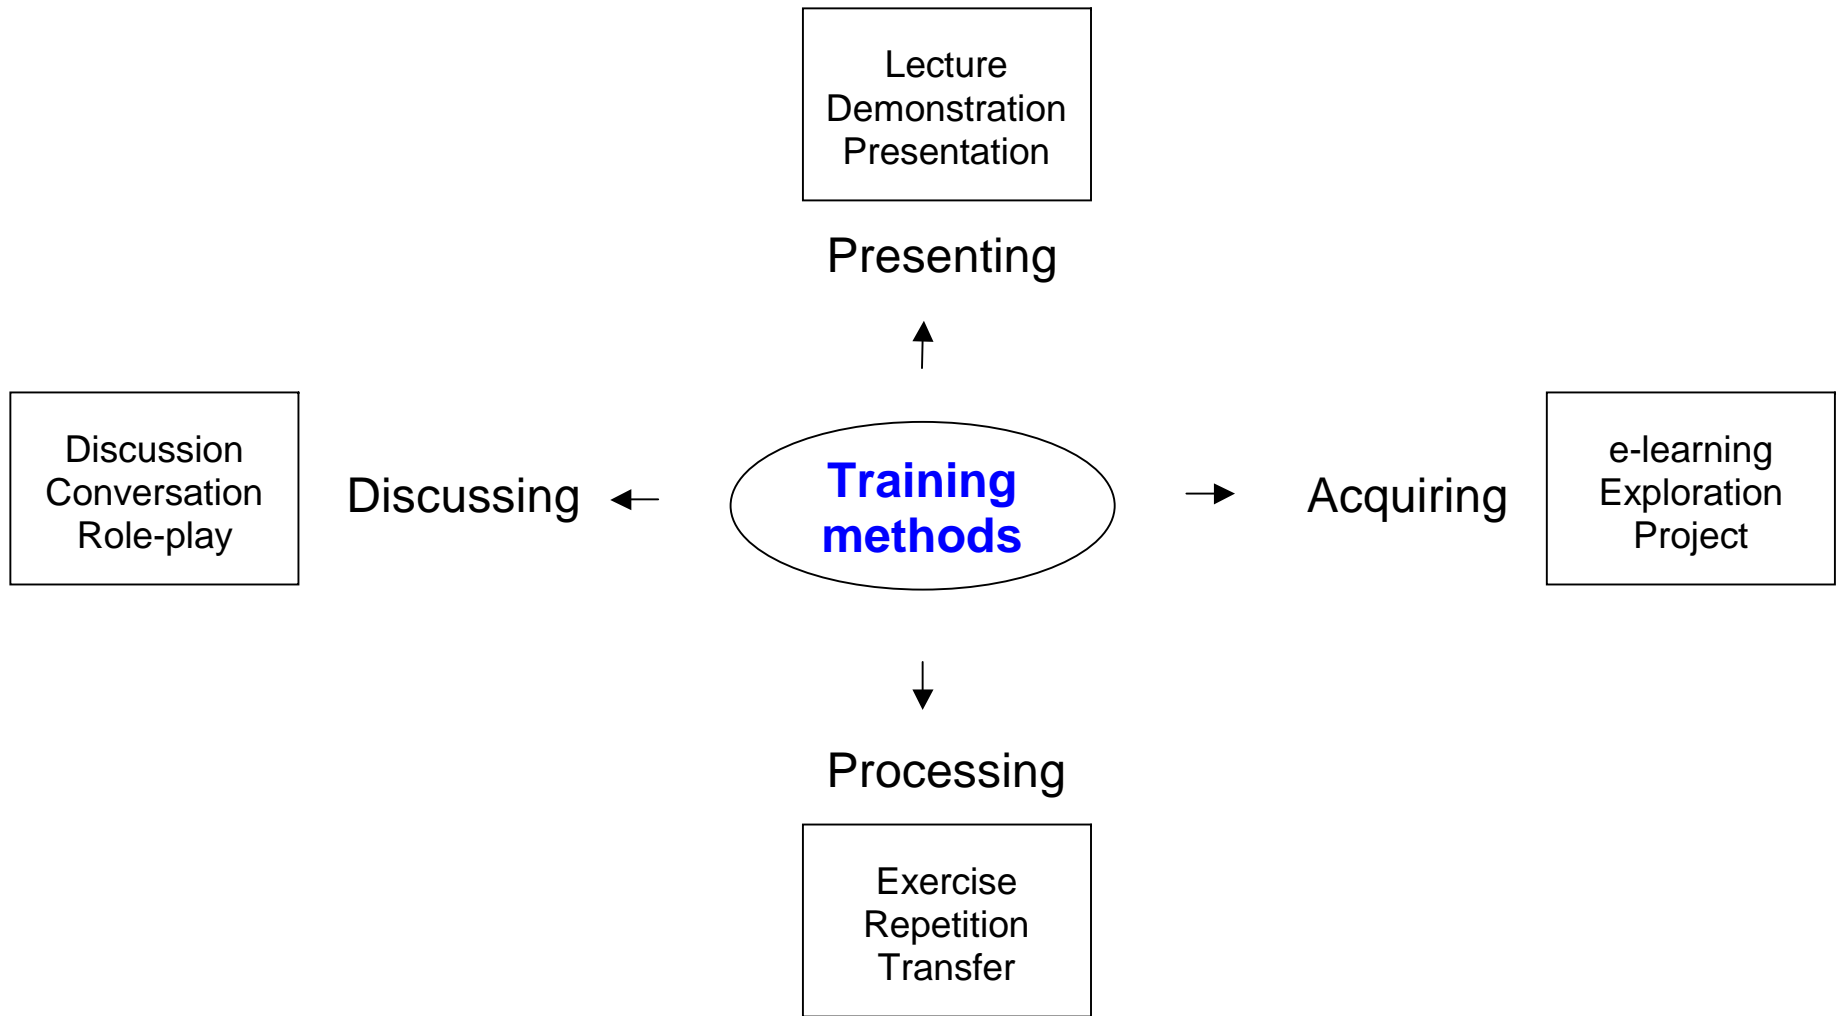 Lecture
Demonstration
Presentation
Presenting
Discussion
Conversation
Role-play
Discussing
Training
methods
Acquiring
e-learning
Exploration
Project
Processing
Exercise
Repetition
Transfer